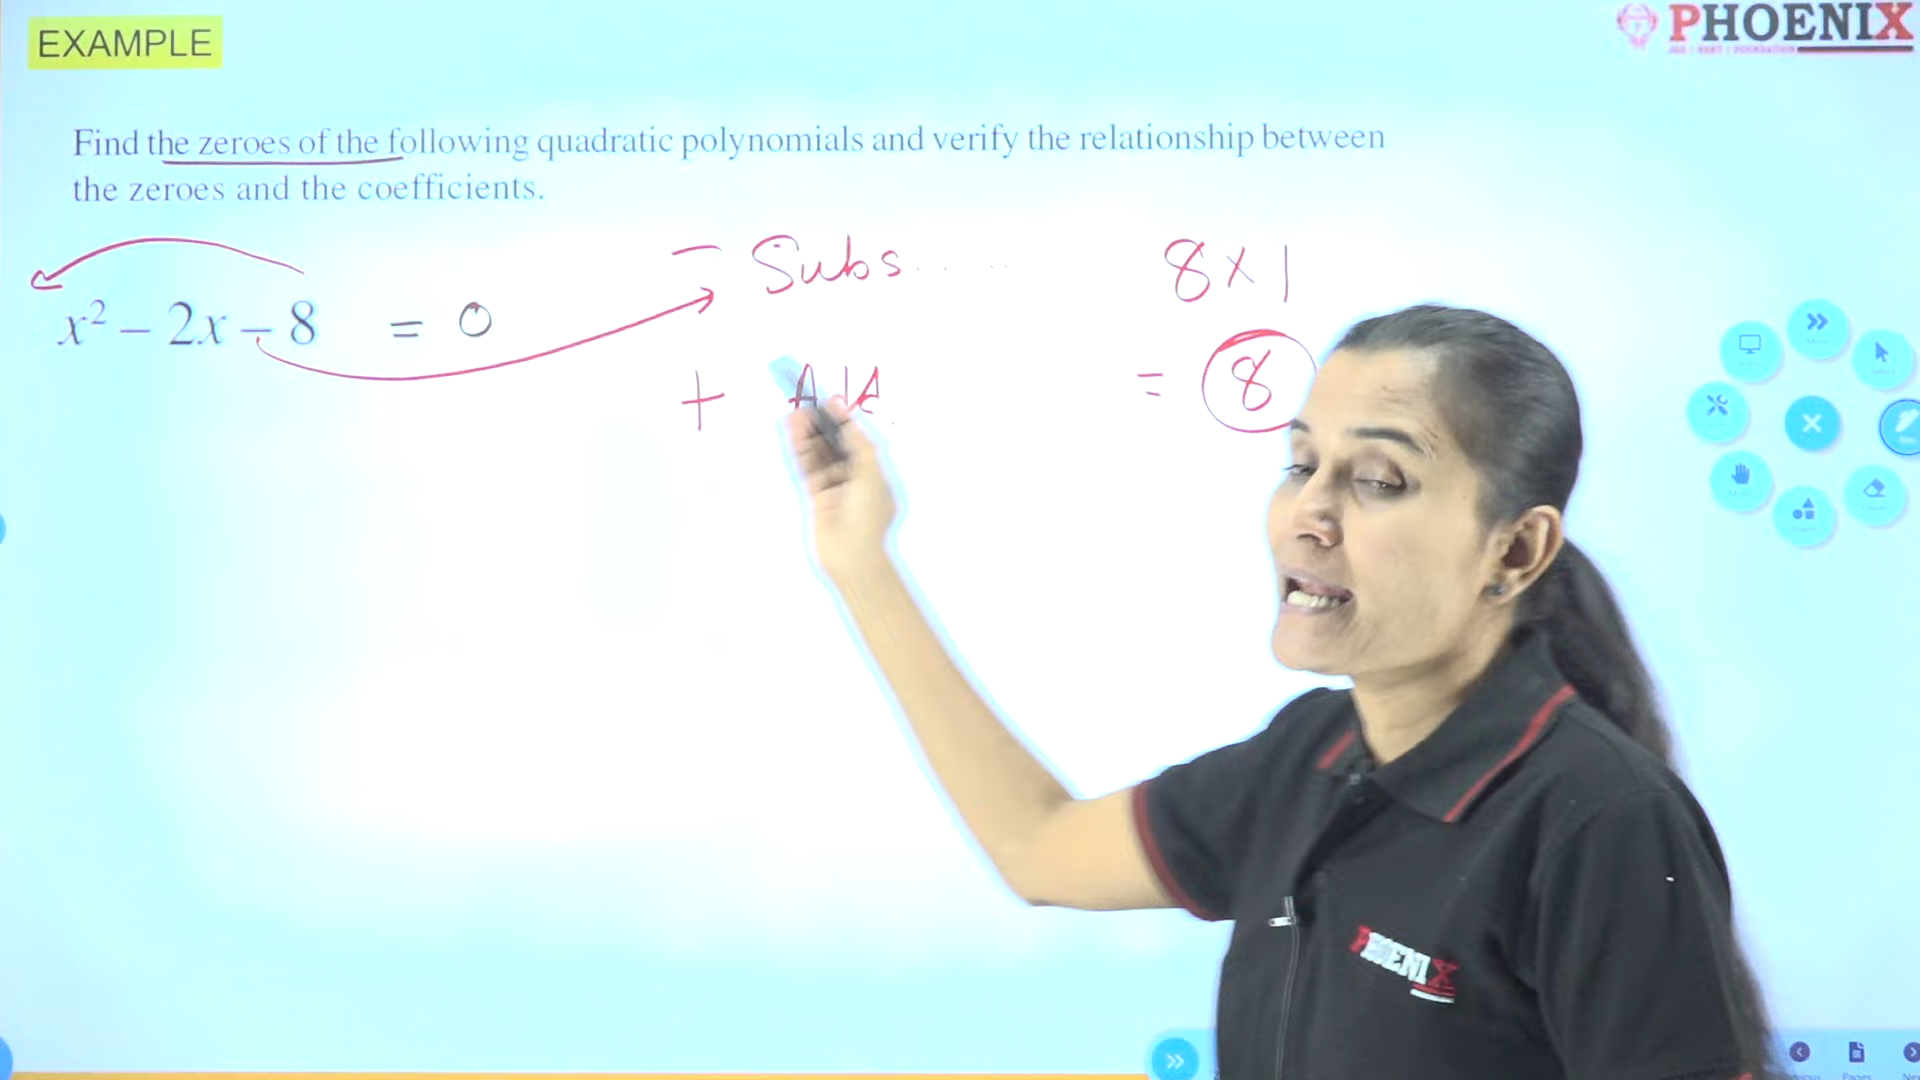 EXAMPLE
PHOENIX
Find the zeroes of the following quadratic polynomials and verify the relationship between
the zeroes and the coefficients.
x² – 2x – 8 = 0
– Subs.....
+ Add
8 x 1
= 8
PHOENIX
Pages